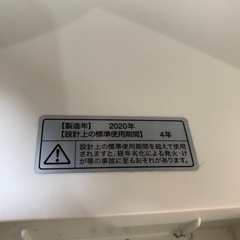 【製造年】 2020年
【設計上の標準使用期間】 4年
設計上の標準使用期間を超えて使用
されますと、経年劣化による発火・け
が等の事故に至るおそれがあります。